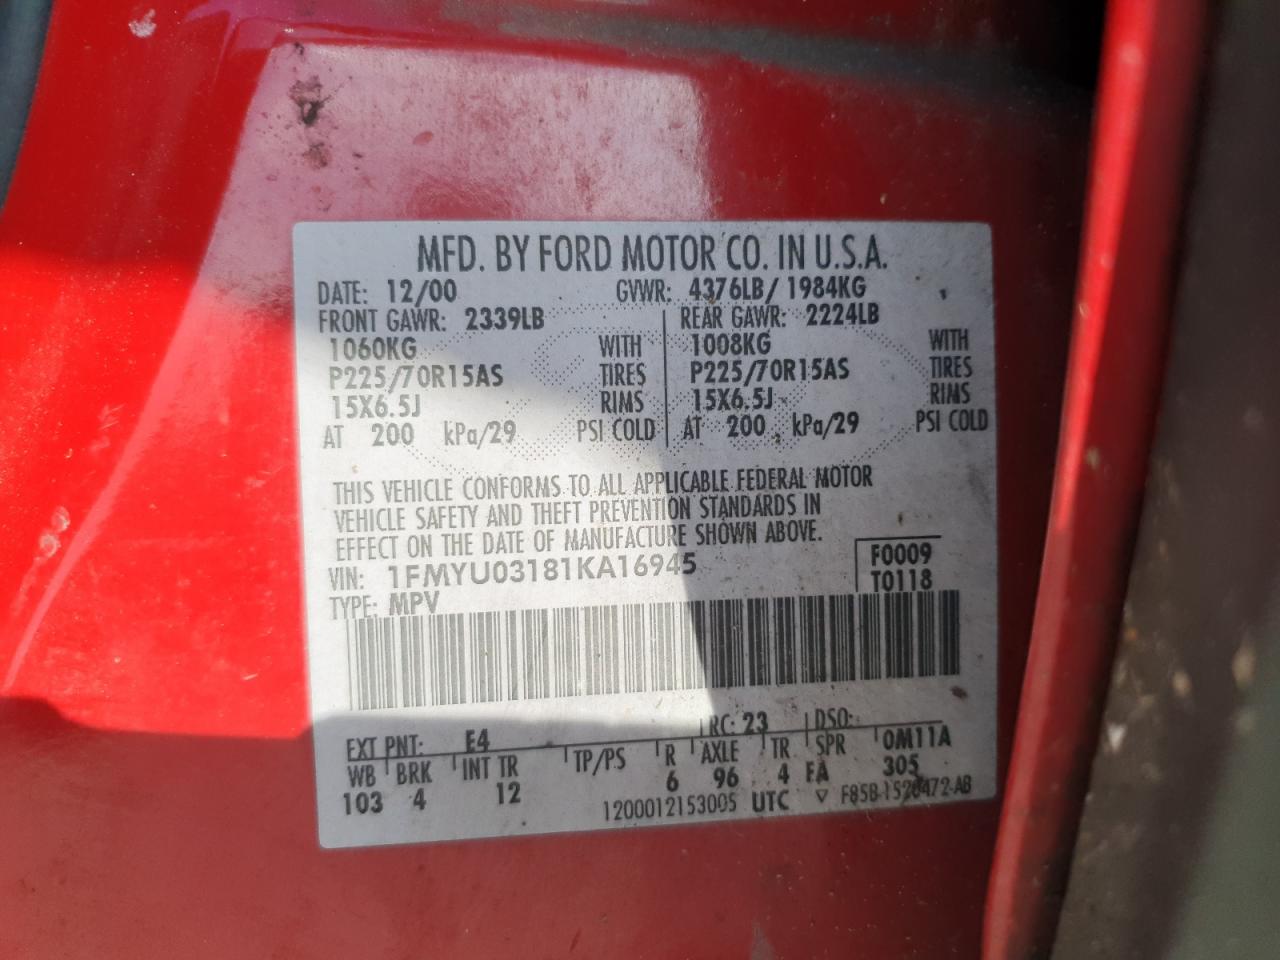 MFD. BY FORD MOTOR CO. IN U.S.A.
DATE: 12/00 GVWR: 4376LB/ 1984KG
FRONT GAWR: 2339LB REAR GAWR: 2224LB
1060KG WITH 1008KG WITH
P225/70R15AS TIRES P225/70R15AS TIRES
15X6.5J RIMS 15X6.5J RIMS
AT 200 kPa/29 PSI COLD AT 200 kPa/29 PSI COLD
THIS VEHICLE CONFORMS TO ALL APPLICABLE FEDERAL MOTOR
VEHICLE SAFETY AND THEFT PREVENTION STANDARDS IN
EFFECT ON THE DATE OF MANUFACTURE SHOWN ABOVE.
VIN: 1FMYU03181KA16945 F0009
TYPE: MPV T0118
EXT PNT: E4 RC: 23 DSO:
WB BRK INT TR TP/PS R AXLE TR SPR 0M11A
103 4 12 6 96 4 FA 305
1200012153005 UTC ▽ F85B-1520472-AB